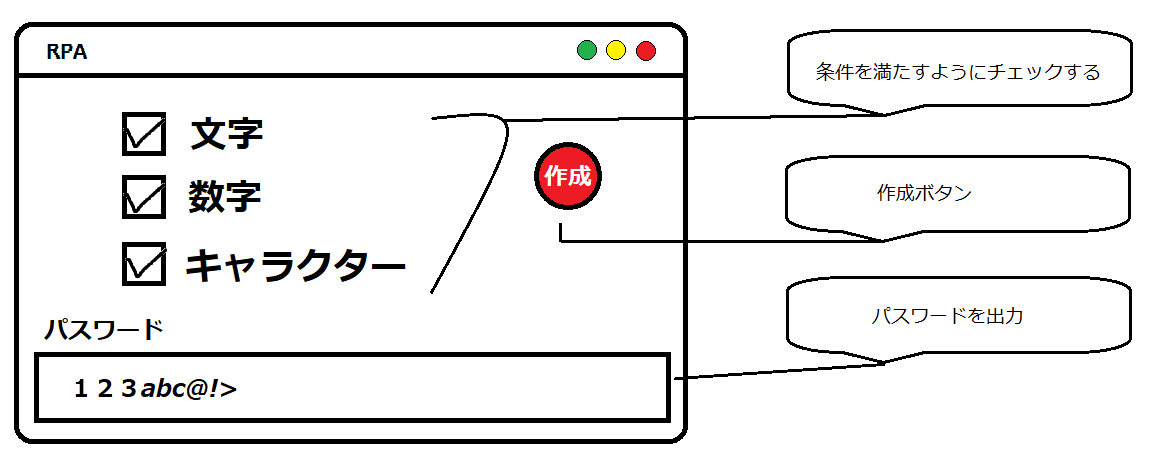 RPA
文字
数字
キャラクター
作成
パスワード
１２３abc@!>
条件を満たすようにチェックする
作成ボタン
パスワードを出力